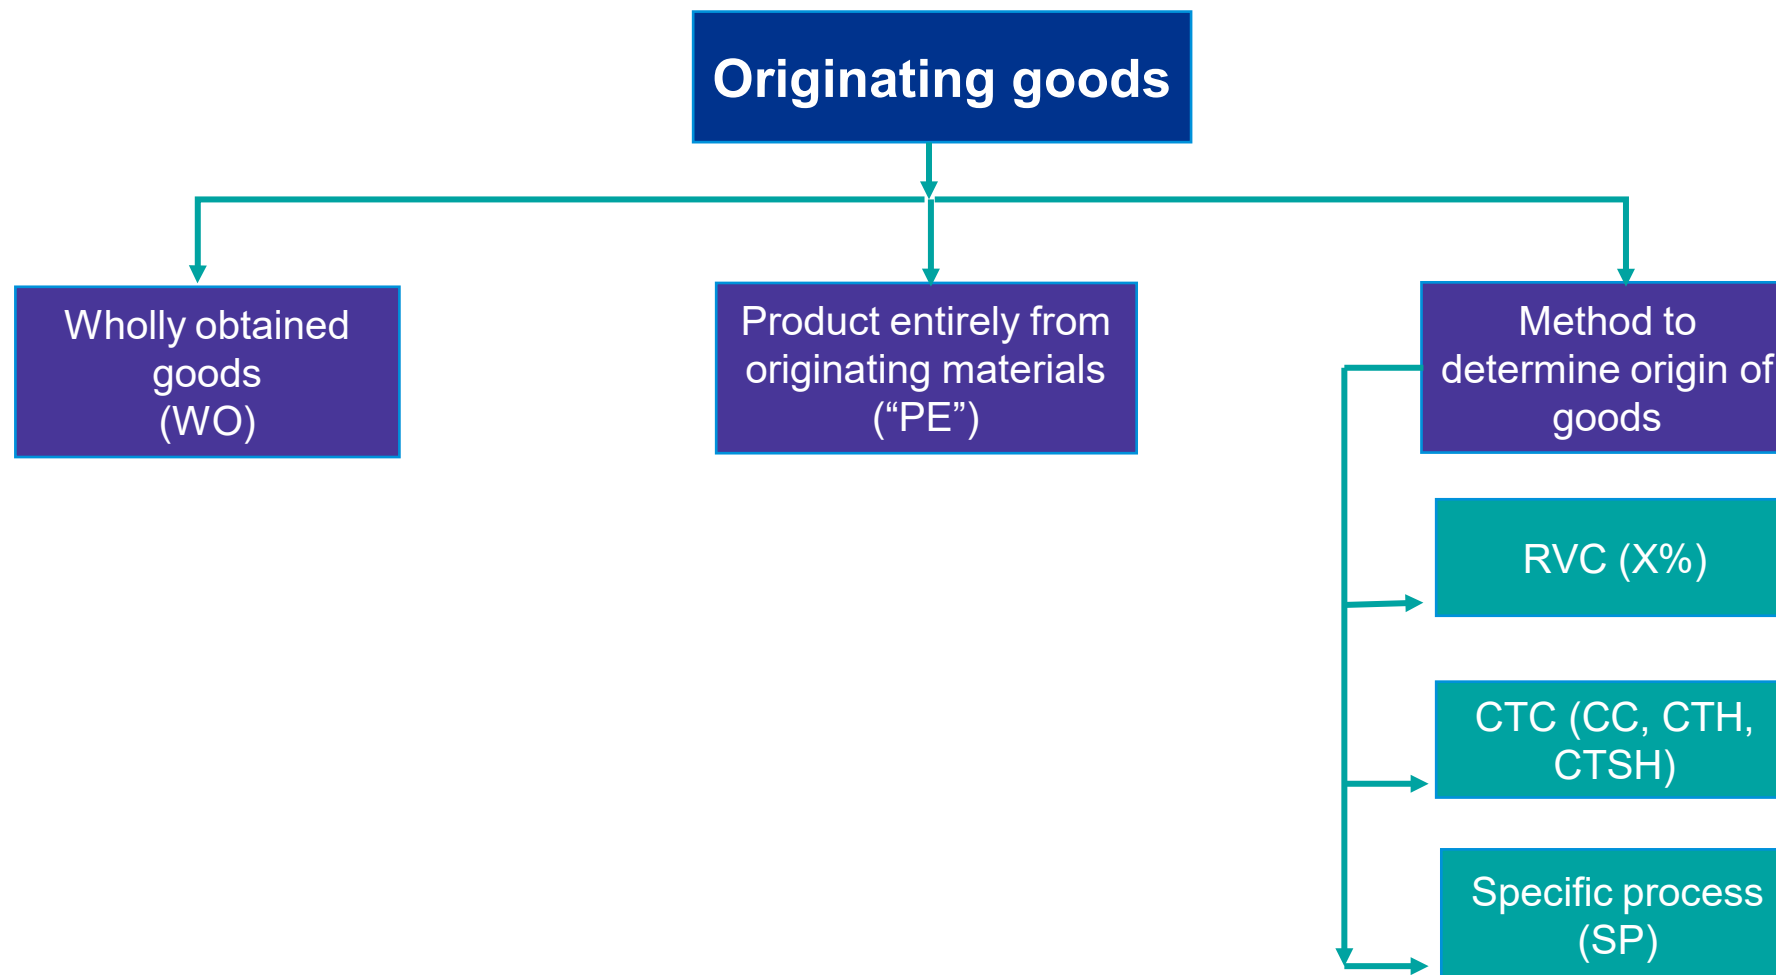 Originating goods
Wholly obtained
goods
(WO)
Product entirely from
originating materials
(“PE”)
Method to
determine origin of
goods
RVC (X%)
CTC (CC, CTH,
CTSH)
Specific process
(SP)